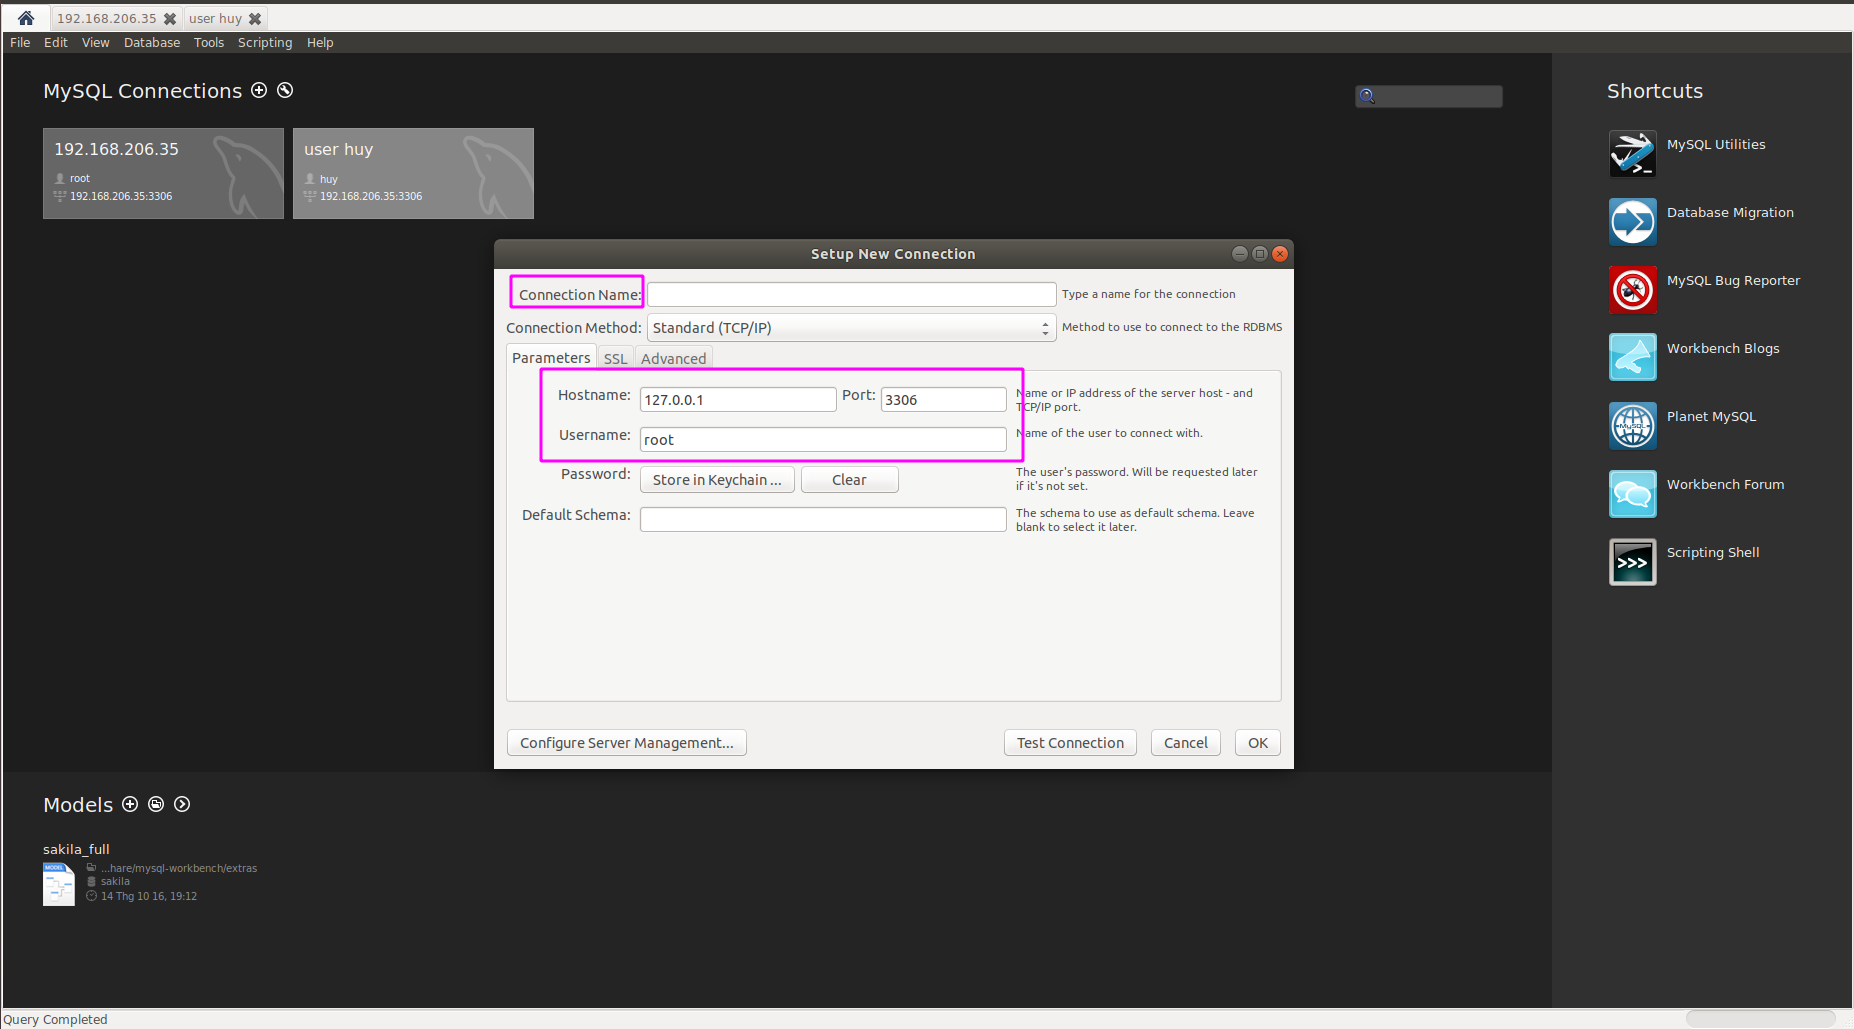 192.168.206.35
user huy
File Edit View Database Tools Scripting Help
MySQL Connections
192.168.206.35
root
192.168.206.35:3306
user huy
huy
192.168.206.35:3306
Shortcuts
MySQL Utilities
Database Migration
MySQL Bug Reporter
Workbench Blogs
MySQL
Planet MySQL
Workbench Forum
>>>
Scripting Shell
Setup New Connection
Connection Name:
Type a name for the connection
Connection Method: Standard (TCP/IP)
Method to use to connect to the RDBMS
Parameters SSL Advanced
Hostname: 127.0.0.1 Port: 3306
Name or IP address of the server host - and
TCP/IP port.
Username: root
Name of the user to connect with.
Password: Store in Keychain ... Clear
The user's password. Will be requested later
if it's not set.
Default Schema:
The schema to use as default schema. Leave
blank to select it later.
Configure Server Management...
Test Connection
Cancel
OK
Models
sakila_full
MODEL
...hare/mysql-workbench/extras
sakila
14 Thg 10 16, 19:12
Query Completed